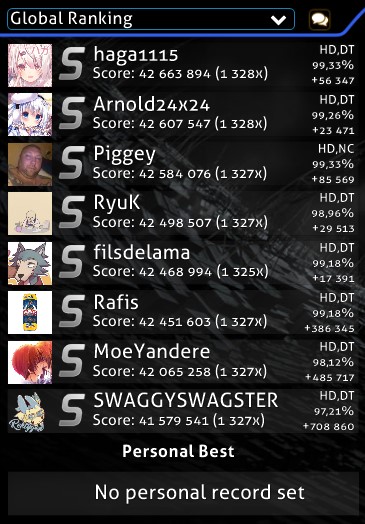 Global Ranking
S haga1115 HD,DT
Score: 42 663 894 (1 328x) 99,33%
+56 347
S Arnold24x24 HD,DT
Score: 42 607 547 (1 328x) 99,26%
+23 471
S Piggey HD,NC
Score: 42 584 076 (1 327x) 99,33%
+85 569
S RyuK HD,DT
Score: 42 498 507 (1 327x) 98,96%
+29 513
S filsdelama HD,DT
Score: 42 468 994 (1 325x) 99,18%
+17 391
S Rafis HD,DT
Score: 42 451 603 (1 327x) 99,18%
+386 345
S MoeYandere HD,DT
Score: 42 065 258 (1 327x) 98,12%
+485 717
S SWAGGYSWAGSTER HD,DT
Score: 41 579 541 (1 327x) 97,21%
+708 860
Personal Best
No personal record set